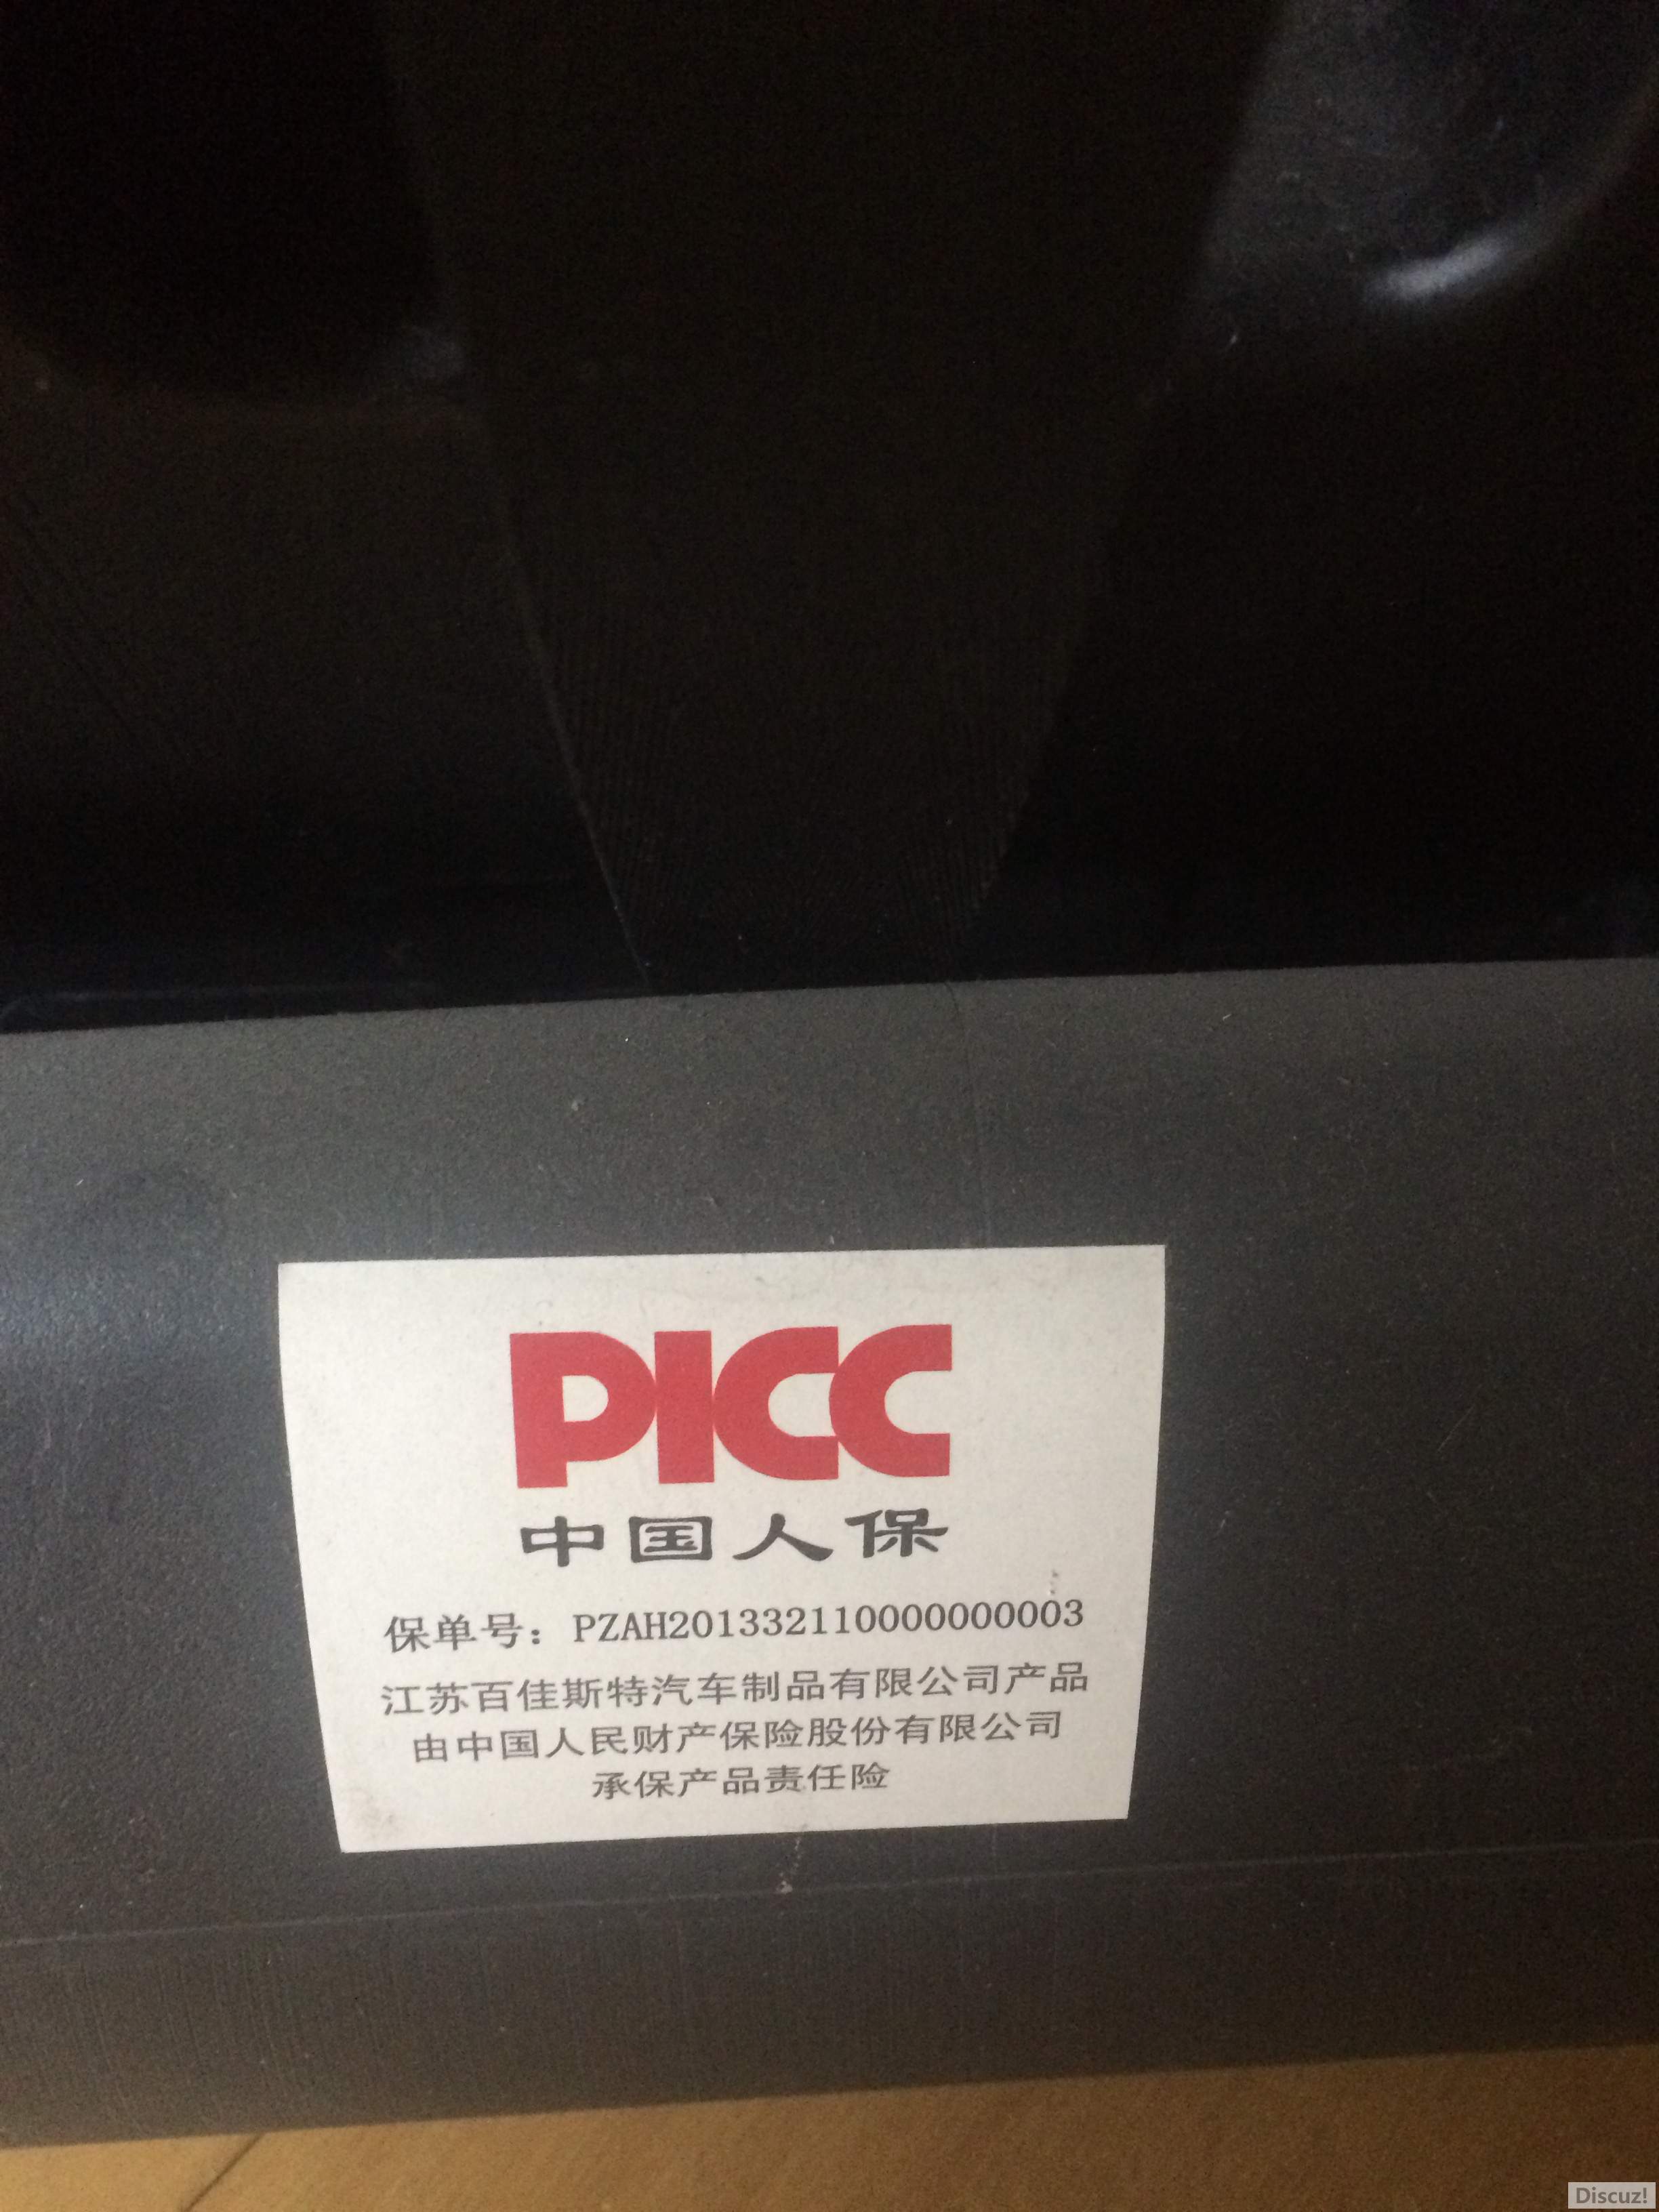 PICC
中国人保
保单号：PZAH201332110000000003
江苏百佳斯特汽车制品有限公司产品
由中国人民财产保险股份有限公司
承保产品责任险
Discuz!